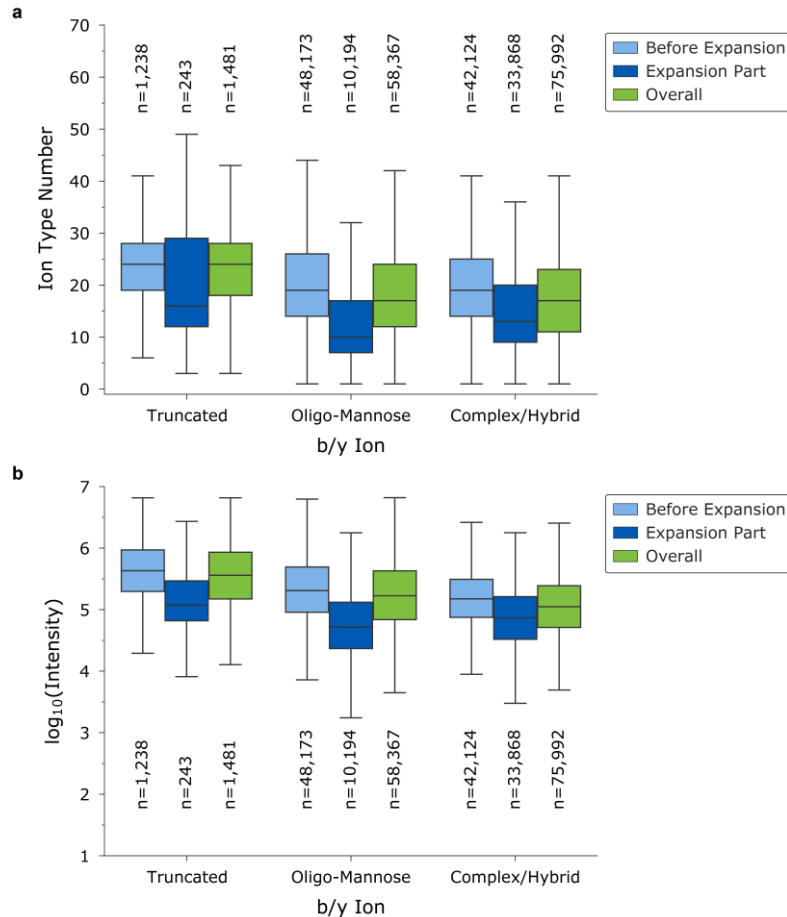 a
70
60
50
40
30
20
10
0
Ion Type Number
n=1,238
n=243
n=1,481
n=48,173
n=10,194
n=58,367
n=42,124
n=33,868
n=75,992
Before Expansion
Expansion Part
Overall
Truncated
Oligo-Mannose
Complex/Hybrid
b/y Ion
b
7
6
5
4
3
2
1
log₁₀(Intensity)
n=1,238
n=243
n=1,481
n=48,173
n=10,194
n=58,367
n=42,124
n=33,868
n=75,992
Before Expansion
Expansion Part
Overall
Truncated
Oligo-Mannose
Complex/Hybrid
b/y Ion